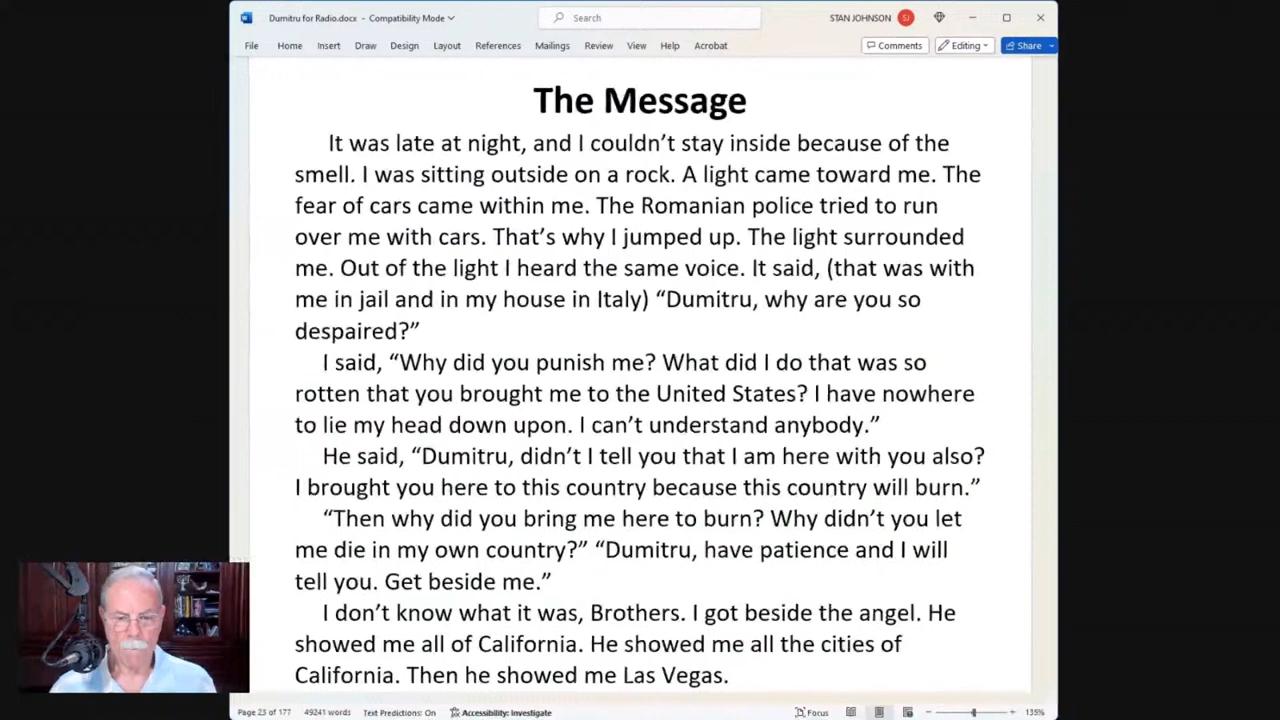 Dumitru for Radio.docx - Compatibility Mode
Search
STAN JOHNSON
SJ
File Home Insert Draw Design Layout References Mailings Review View Help Acrobat
Comments
Editing
Share
The Message
It was late at night, and I couldn’t stay inside because of the
smell. I was sitting outside on a rock. A light came toward me. The
fear of cars came within me. The Romanian police tried to run
over me with cars. That’s why I jumped up. The light surrounded
me. Out of the light I heard the same voice. It said, (that was with
me in jail and in my house in Italy) “Dumitru, why are you so
despaired?”
I said, “Why did you punish me? What did I do that was so
rotten that you brought me to the United States? I have nowhere
to lie my head down upon. I can’t understand anybody.”
He said, “Dumitru, didn’t I tell you that I am here with you also?
I brought you here to this country because this country will burn.”
“Then why did you bring me here to burn? Why didn’t you let
me die in my own country?” “Dumitru, have patience and I will
tell you. Get beside me.”
I don’t know what it was, Brothers. I got beside the angel. He
showed me all of California. He showed me all the cities of
California. Then he showed me Las Vegas.
Page 23 of 177 49241 words Text Predictions: On Accessibility: Investigate Focus 135%